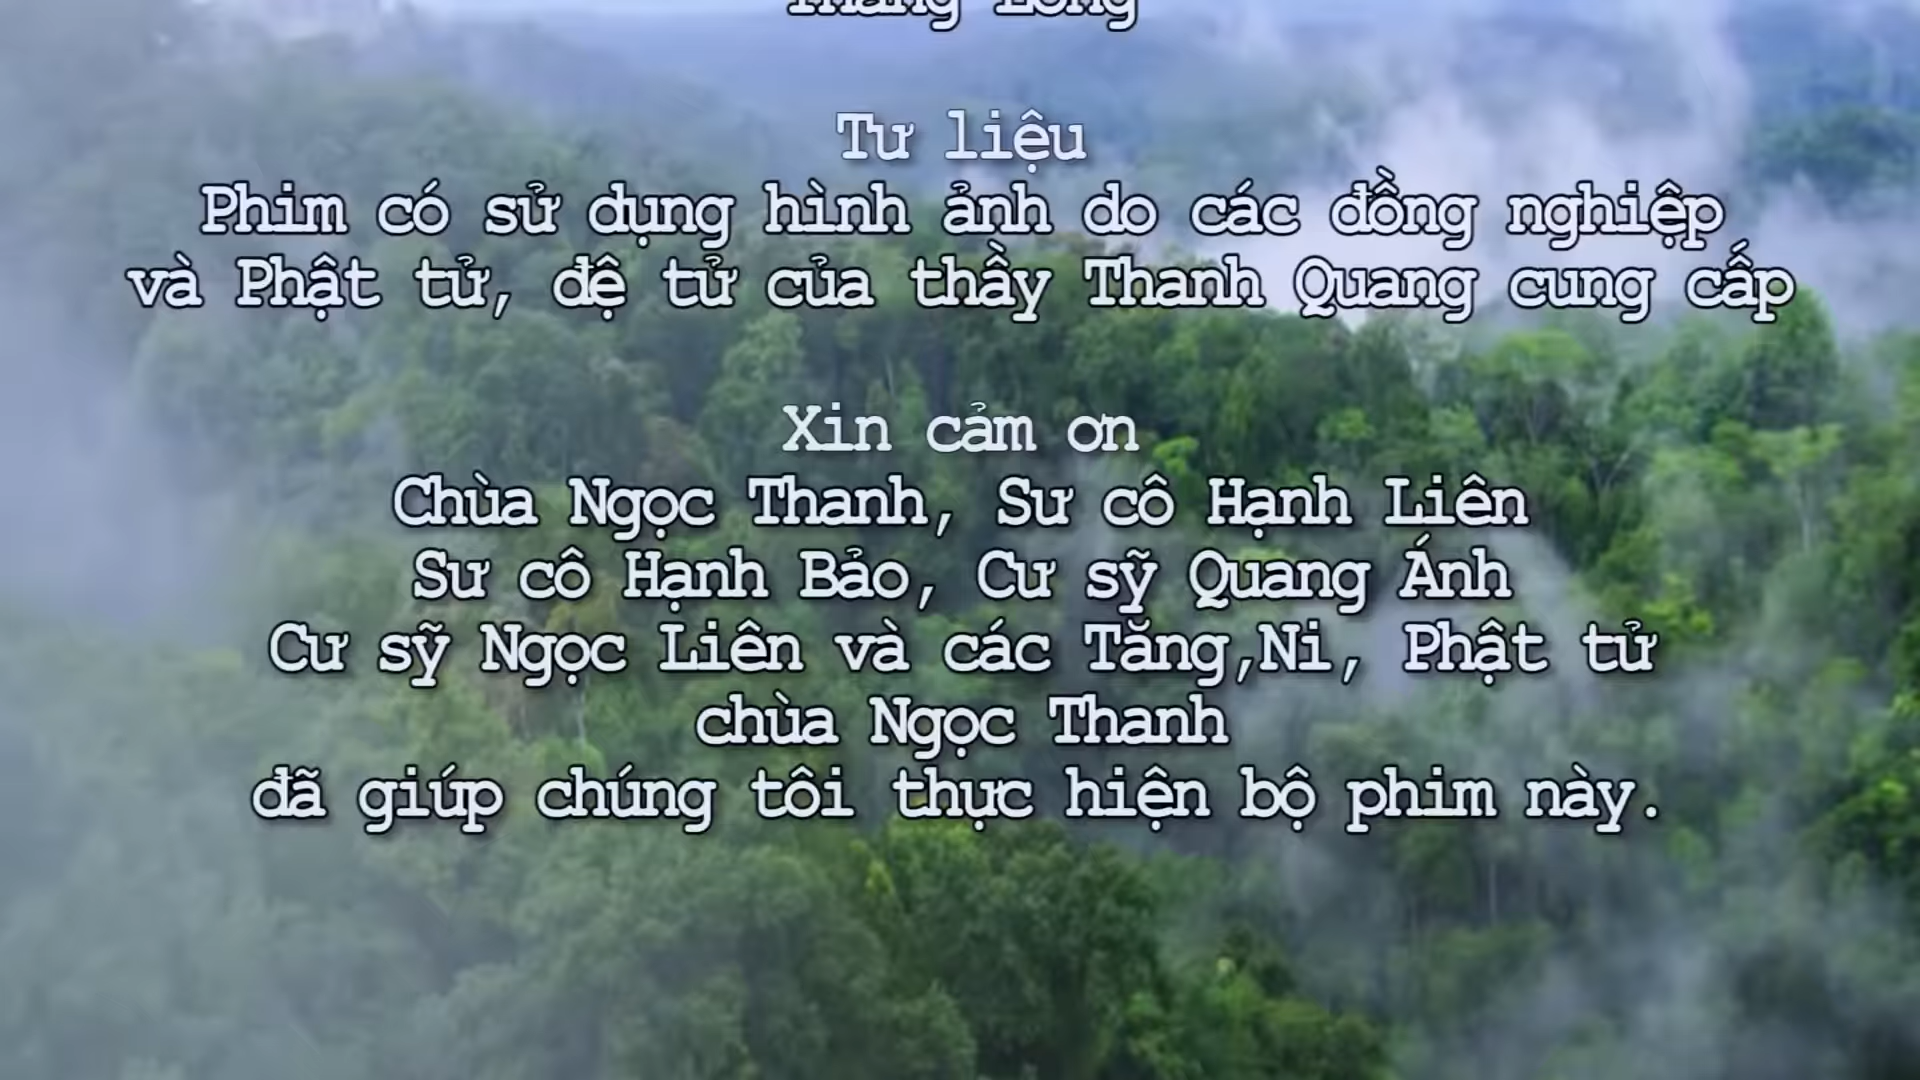 Tư liệu
Phim có sử dụng hình ảnh do các đồng nghiệp
và Phật tử, đệ tử của thầy Thanh Quang cung cấp
Xin cảm ơn
Chùa Ngọc Thanh, Sư cô Hạnh Liên
Sư cô Hạnh Bảo, Cư sỹ Quang Ánh
Cư sỹ Ngọc Liên và các Tăng,Ni, Phật tử
chùa Ngọc Thanh
đã giúp chúng tôi thực hiện bộ phim này.